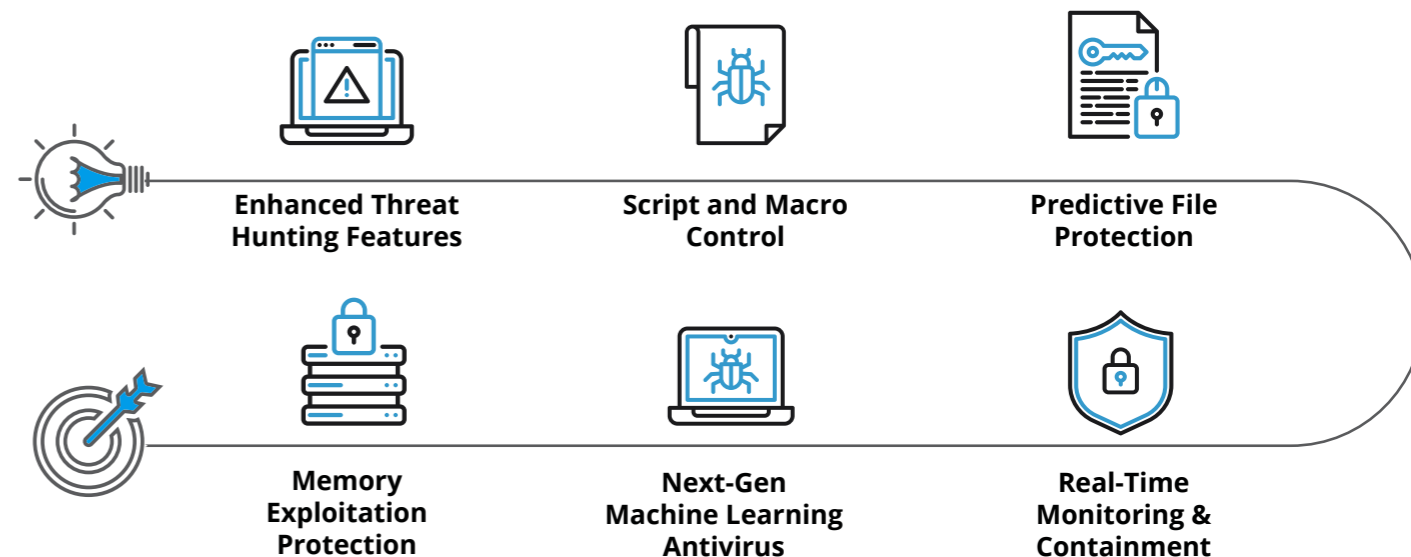 Enhanced Threat
Hunting Features
Script and Macro
Control
Predictive File
Protection
Memory
Exploitation
Protection
Next-Gen
Machine Learning
Antivirus
Real-Time
Monitoring &
Containment